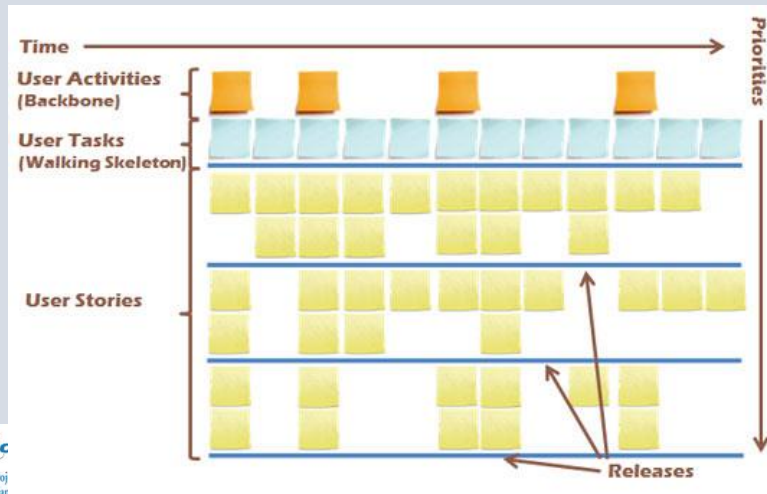 Time
Priorities
User Activities
(Backbone)
User Tasks
(Walking Skeleton)
User Stories
Releases